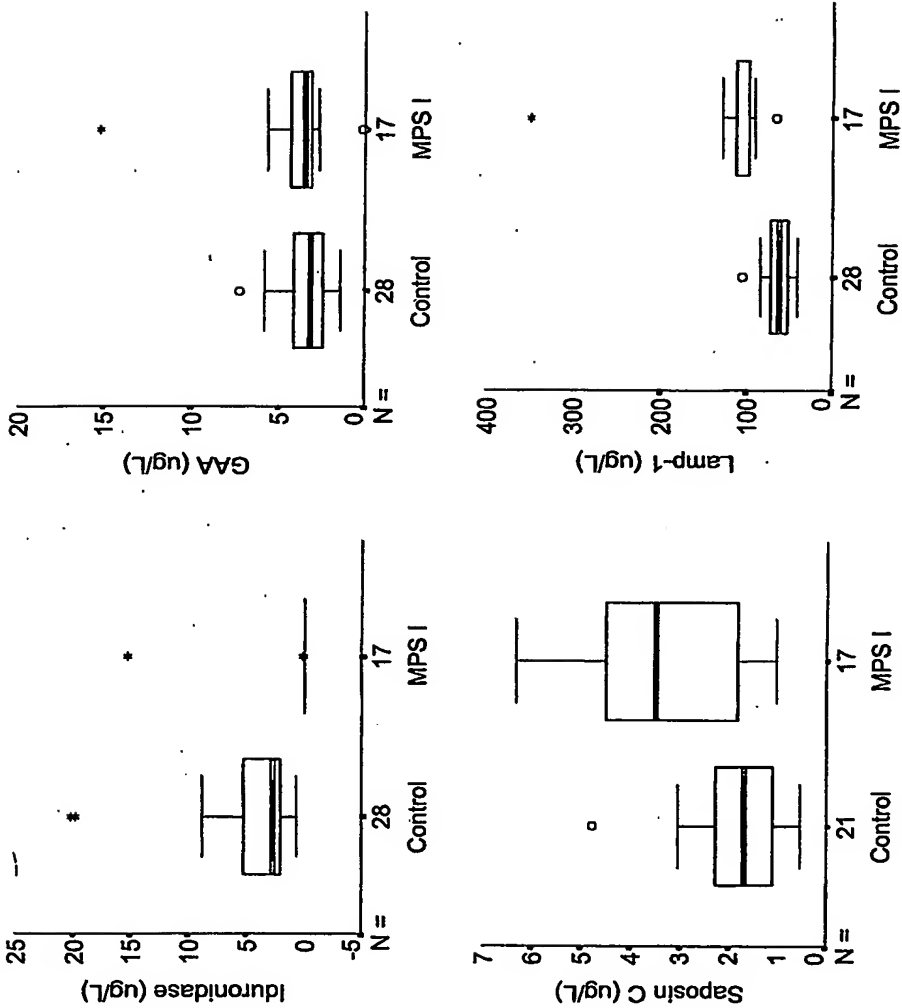 Iduronidase (ug/L)
25
20
15
10
5
0
-5
N =
28
17
Control
MPS I
GAA (ug/L)
20
15
10
5
0
N =
28
17
Control
MPS I
Saposin C (ug/L)
7
6
5
4
3
2
1
0
N =
21
17
Control
MPS I
Lamp-1 (ug/L)
400
300
200
100
0
N =
28
17
Control
MPS I